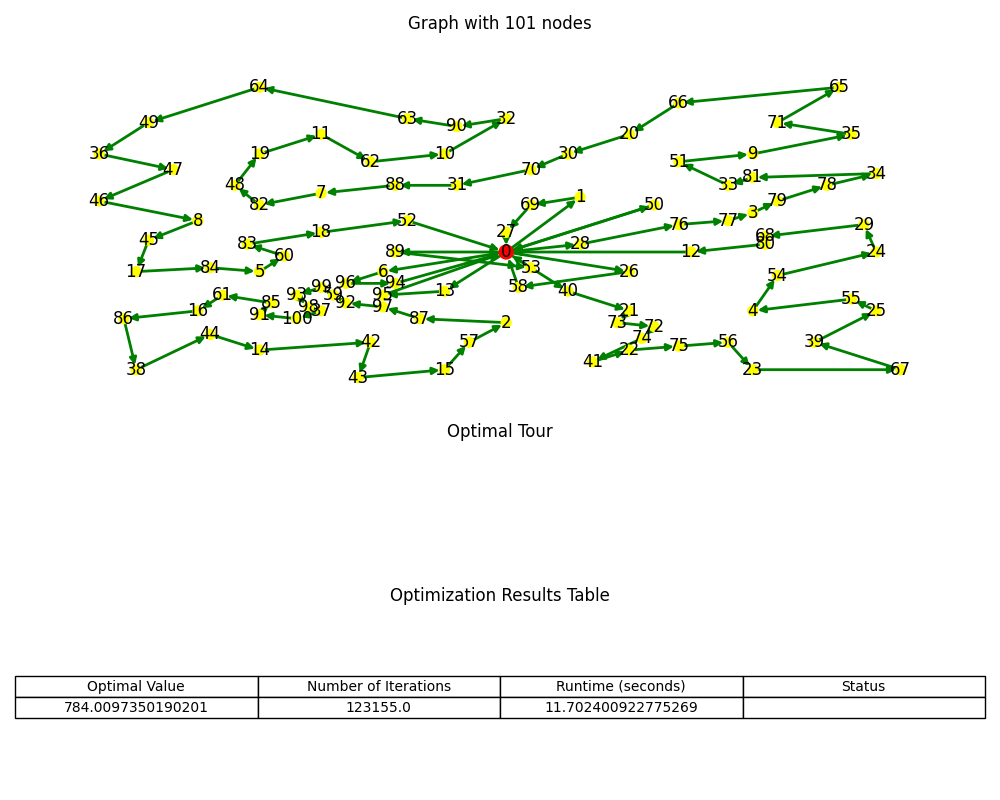 Graph with 101 nodes
64 65
66
49 63 90 32 71
11 20 35
36 19 62 10 30 51 9
47 70 81 34
48 7 88 31 33 78
46 82 69 1 50 79
8 52 27 76 77 3
45 83 18 28 68 29
60 89 0 12 80 24
17 84 5 6 53 26 54
99 96 94 58 40
61 93 59 95 13 55
16 85 98 92 97 21 4 25
86 91 100 37 87 2 73 72
44 42 57 74 56 39
14 22 75
38 43 15 41 23 67
Optimal Tour
Optimization Results Table
Optimal Value Number of Iterations Runtime (seconds) Status
784.0097350190201 123155.0 11.702400922775269